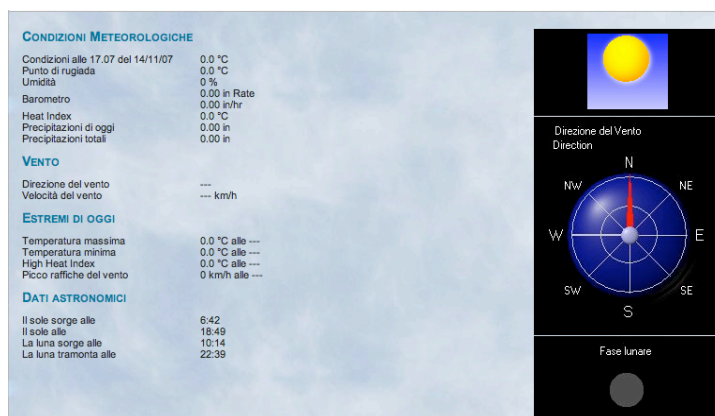 CONDIZIONI METEOROLOGICHE
Condizioni alle 17.07 del 14/11/07 0.0 °C
Punto di rugiada 0.0 °C
Umidità 0 %
Barometro 0.00 in Rate
0.00 in/hr
Heat Index 0.0 °C
Precipitazioni di oggi 0.00 in
Precipitazioni totali 0.00 in
VENTO
Direzione del vento ---
Velocità del vento --- km/h
ESTREMI DI OGGI
Temperatura massima 0.0 °C alle ---
Temperatura minima 0.0 °C alle ---
High Heat Index 0.0 °C alle ---
Picco raffiche del vento 0 km/h alle ---
DATI ASTRONOMICI
Il sole sorge alle 6:42
Il sole alle 18:49
La luna sorge alle 10:14
La luna tramonta alle 22:39
Direzione del Vento
Direction
N
NW NE
W E
SW SE
S
Fase lunare